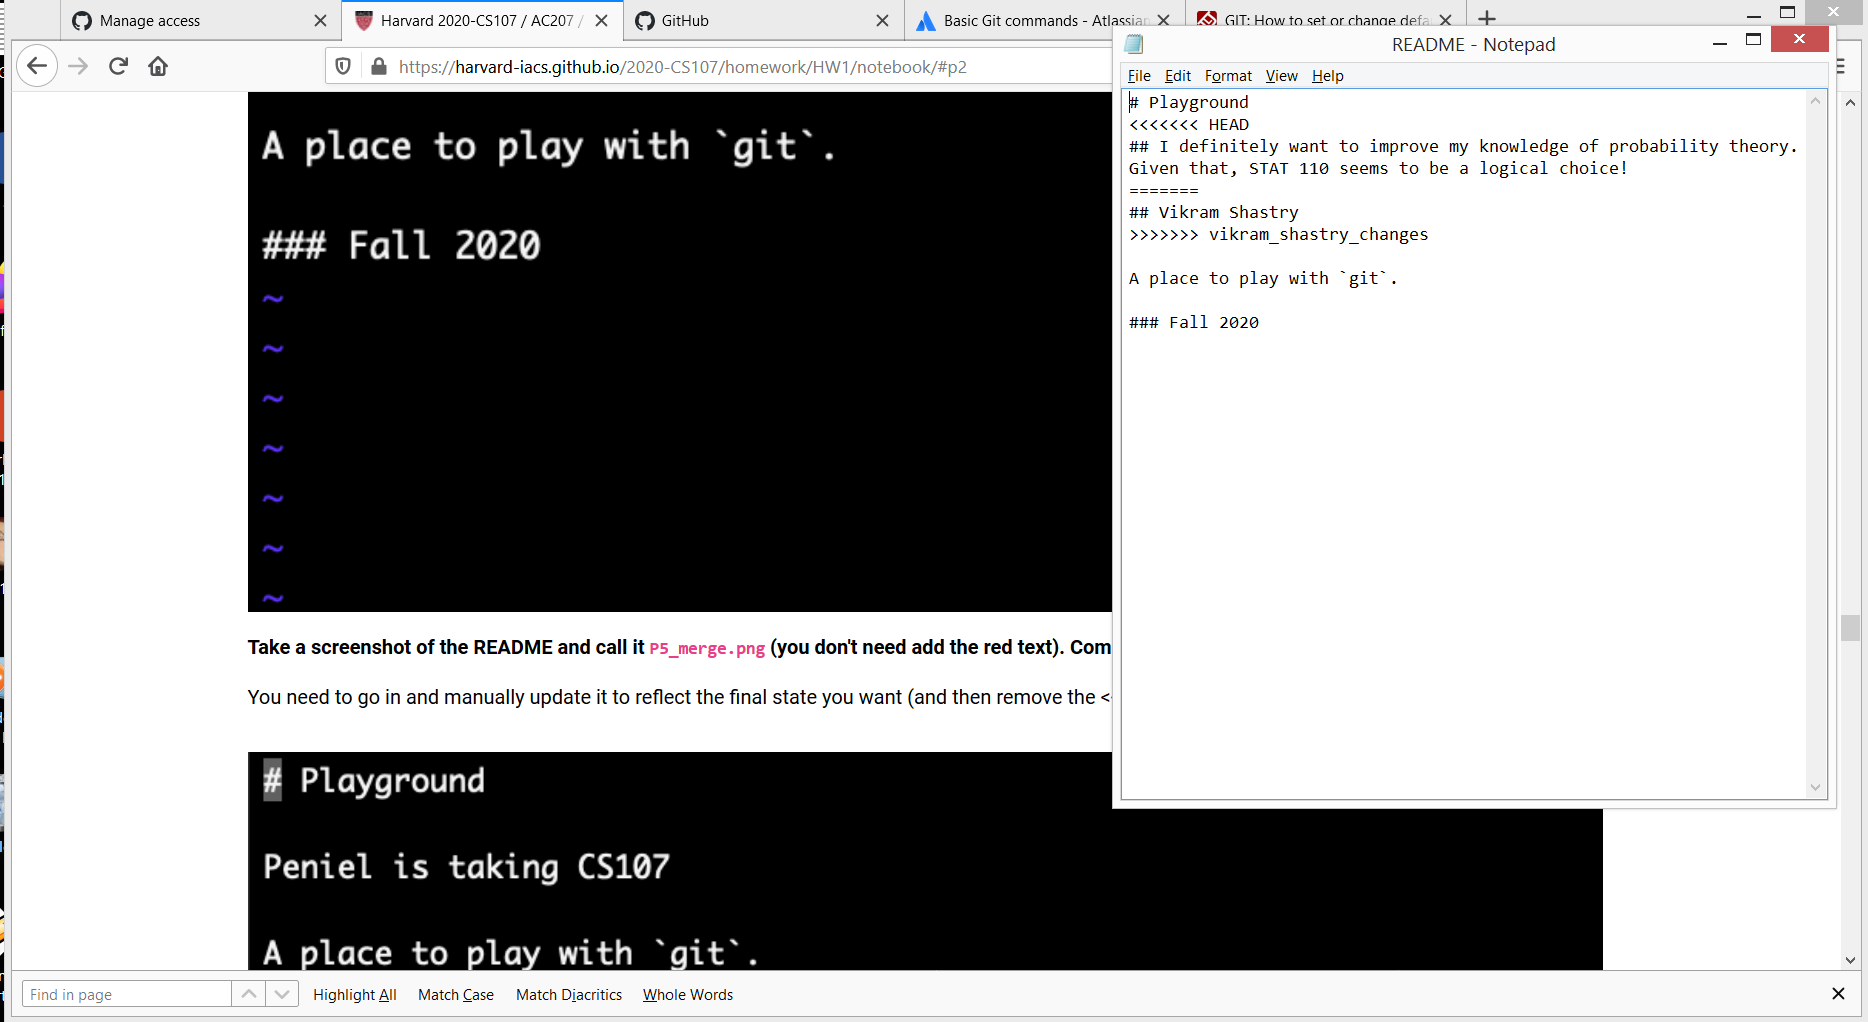 Manage access
Harvard 2020-CS107 / AC207 /
GitHub
Basic Git commands - Atlassian
GIT: How to set or change defa
https://harvard-iacs.github.io/2020-CS107/homework/HW1/notebook/#p2
A place to play with `git`.
### Fall 2020
~
~
~
~
~
~
~
Take a screenshot of the README and call it P5_merge.png (you don't need add the red text). Com
You need to go in and manually update it to reflect the final state you want (and then remove the <
# Playground
Peniel is taking CS107
A place to play with `git`.
README - Notepad
File Edit Format View Help
# Playground
<<<<<<< HEAD
## I definitely want to improve my knowledge of probability theory.
Given that, STAT 110 seems to be a logical choice!
=======
## Vikram Shastry
>>>>>>> vikram_shastry_changes
A place to play with `git`.
### Fall 2020
Find in page
Highlight All Match Case Match Diacritics Whole Words